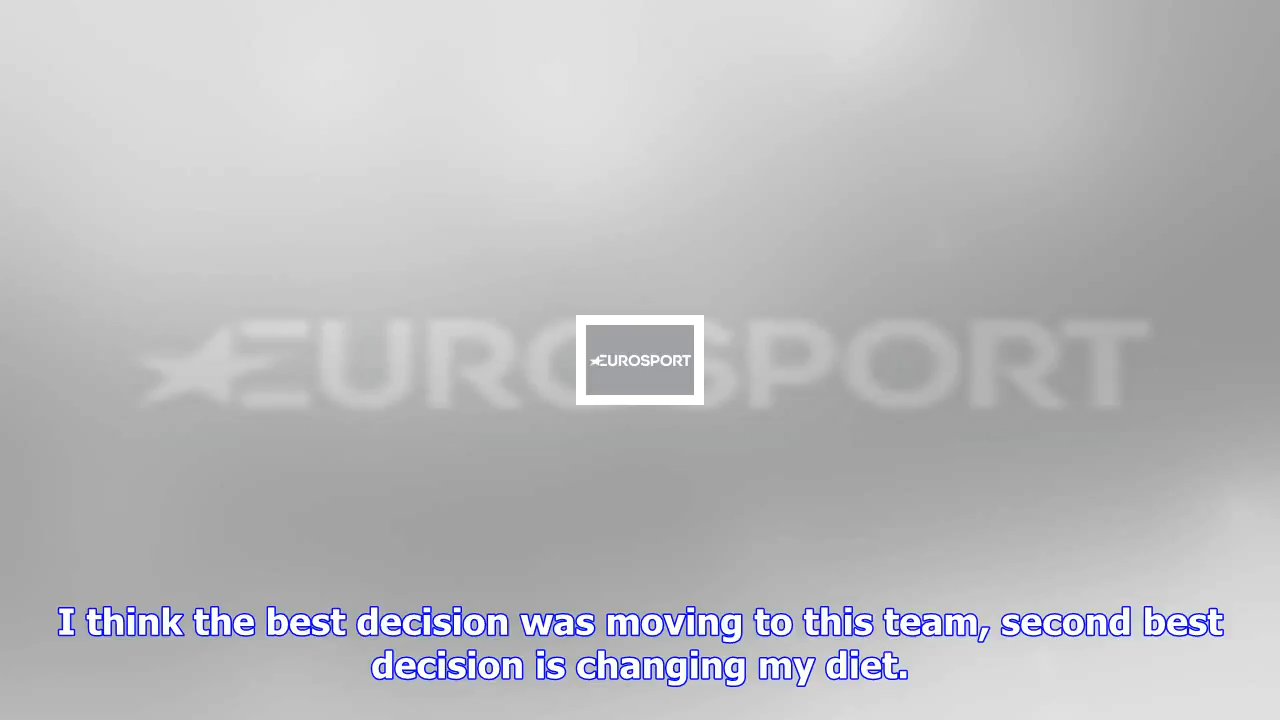 EUROSPORT
EUROSPORT
I think the best decision was moving to this team, second best
decision is changing my diet.